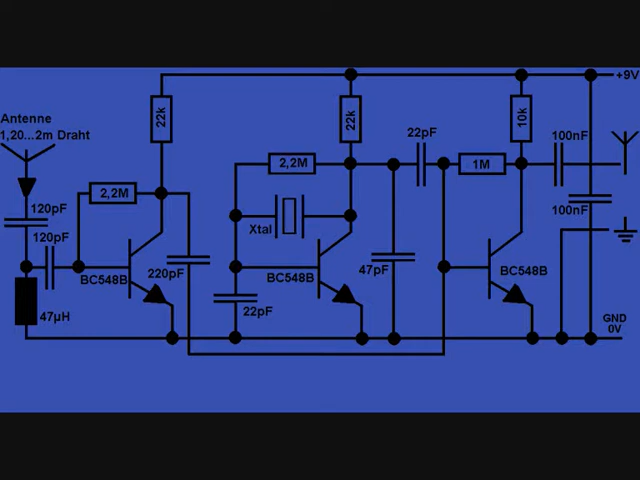 +9V
Antenne
1,20...2m Draht
22k
22k
10k
22pF
100nF
2,2M
1M
2,2M
120pF
100nF
120pF
Xtal
BC548B
220pF
BC548B
47pF
BC548B
47µH
22pF
GND
0V